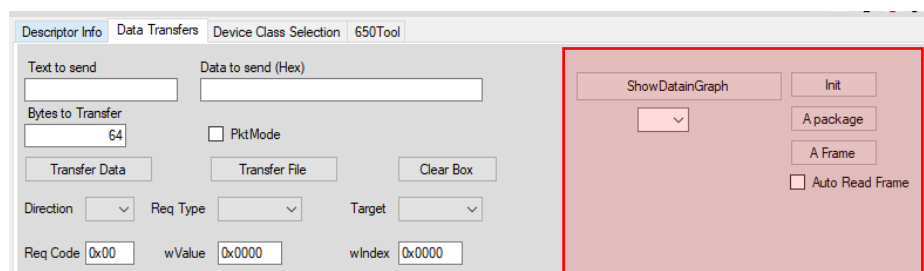 Descriptor Info Data Transfers Device Class Selection 650Tool
Text to send Data to send (Hex)
ShowDatainGraph Init
Bytes to Transfer
64 PktMode A package
Transfer Data Transfer File Clear Box A Frame
Auto Read Frame
Direction Req Type Target
Req Code 0x00 wValue 0x0000 wIndex 0x0000